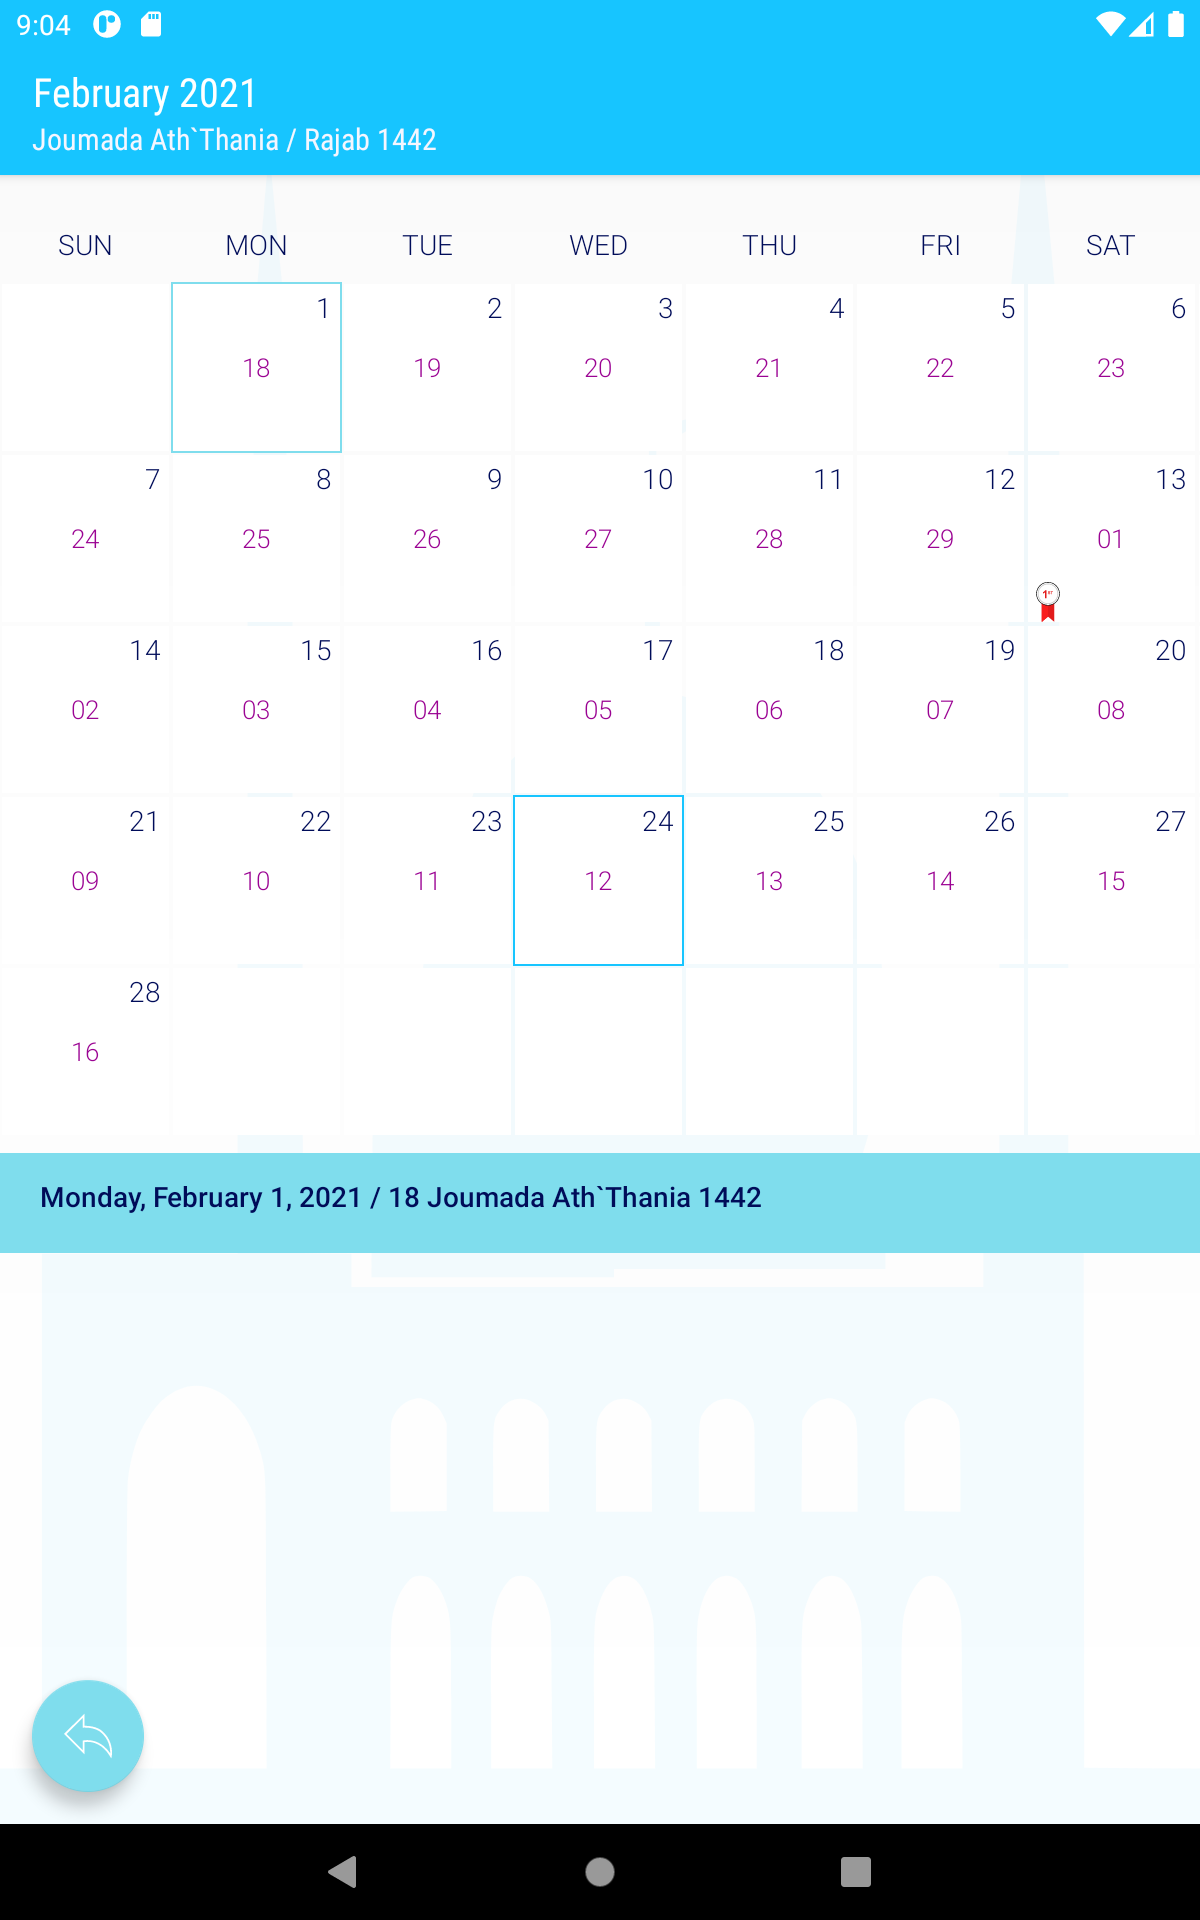 9:04
February 2021
Joumada Ath`Thania / Rajab 1442
SUN MON TUE WED THU FRI SAT
1 2 3 4 5 6
18 19 20 21 22 23
7 8 9 10 11 12 13
24 25 26 27 28 29 01
1ST
14 15 16 17 18 19 20
02 03 04 05 06 07 08
21 22 23 24 25 26 27
09 10 11 12 13 14 15
28
16
Monday, February 1, 2021 / 18 Joumada Ath`Thania 1442